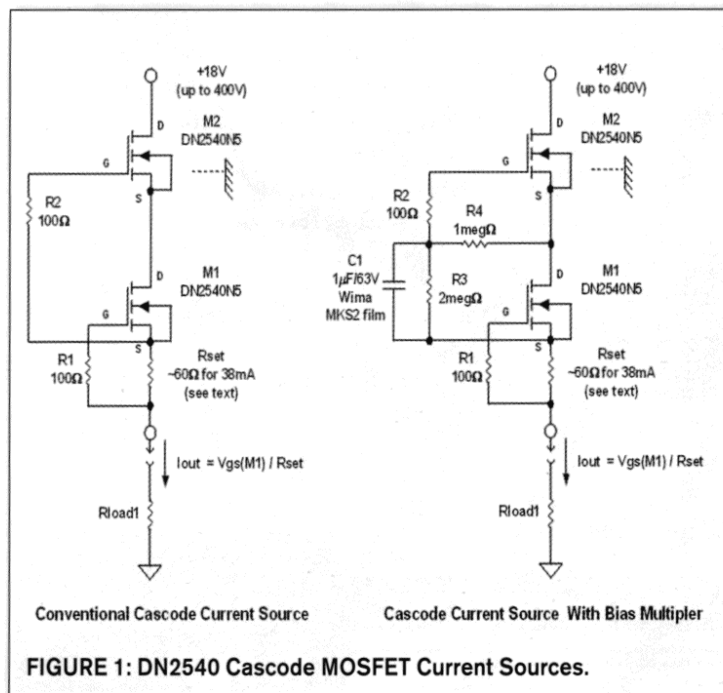 +18V
(up to 400V)
D
M2
DN2540N5
G
S
R2
100Ω
D
M1
DN2540N5
G
S
R1
100Ω
Rset
~60Ω for 38mA
(see text)
Iout = Vgs(M1) / Rset
Rload1
Conventional Cascode Current Source
+18V
(up to 400V)
D
M2
DN2540N5
G
S
R2
100Ω
R4
1megΩ
C1
1µF/63V
Wima
MKS2 film
R3
2megΩ
D
M1
DN2540N5
G
S
R1
100Ω
Rset
~60Ω for 38mA
(see text)
Iout = Vgs(M1) / Rset
Rload1
Cascode Current Source With Bias Multipler
FIGURE 1: DN2540 Cascode MOSFET Current Sources.